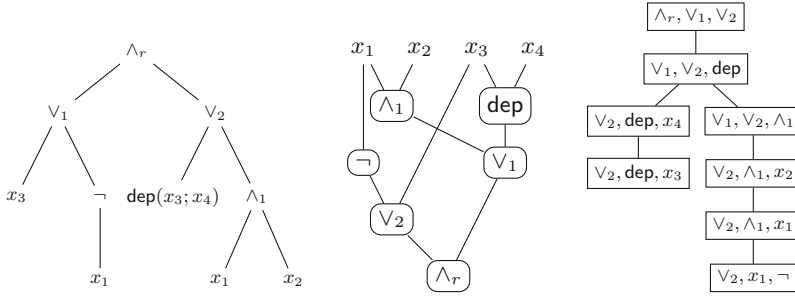 ∧r
∨1 ∨2
x3 ¬ dep(x3; x4) ∧1
x1 x1 x2
x1 x2 x3 x4
∧1 dep
¬ ∨1
∨2
∧r
∧r, ∨1, ∨2
∨1, ∨2, dep
∨2, dep, x4 ∨1, ∨2, ∧1
∨2, dep, x3 ∨2, ∧1, x2
∨2, ∧1, x1
∨2, x1, ¬